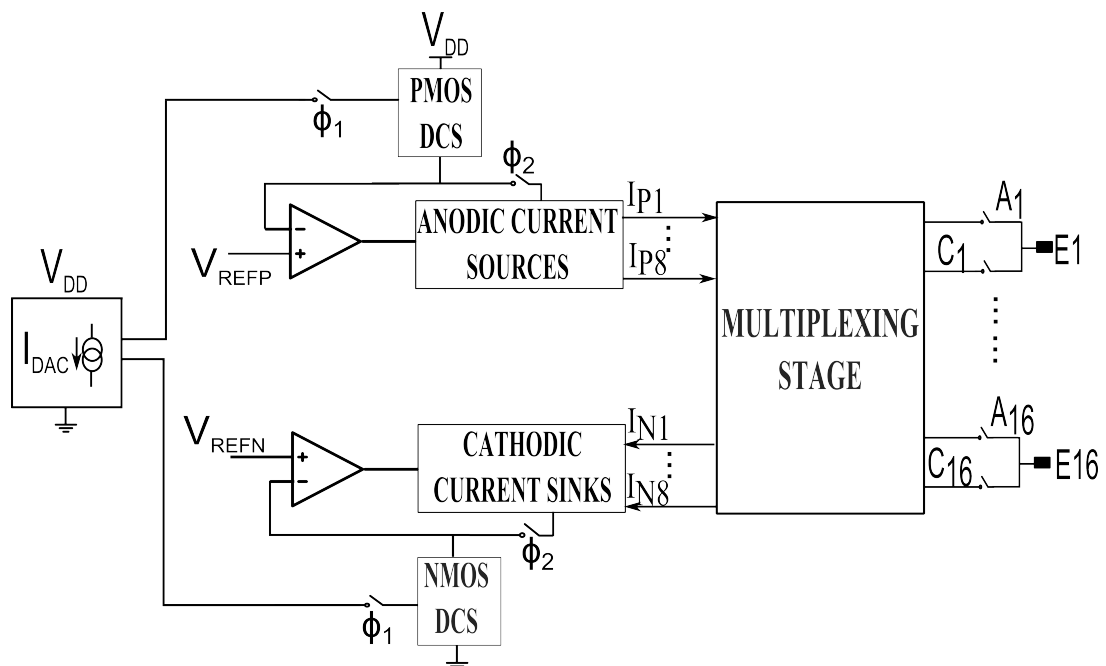 VDD
PMOS
DCS
ϕ1
ϕ2
ANODIC CURRENT
SOURCES
IP1
IP8
VREFP
- 
+
A1
C1
E1
VDD
IDAC
MULTIPLEXING
STAGE
VREFN
+
-
CATHODIC
CURRENT SINKS
IN1
IN8
A16
C16
E16
ϕ2
NMOS
DCS
ϕ1